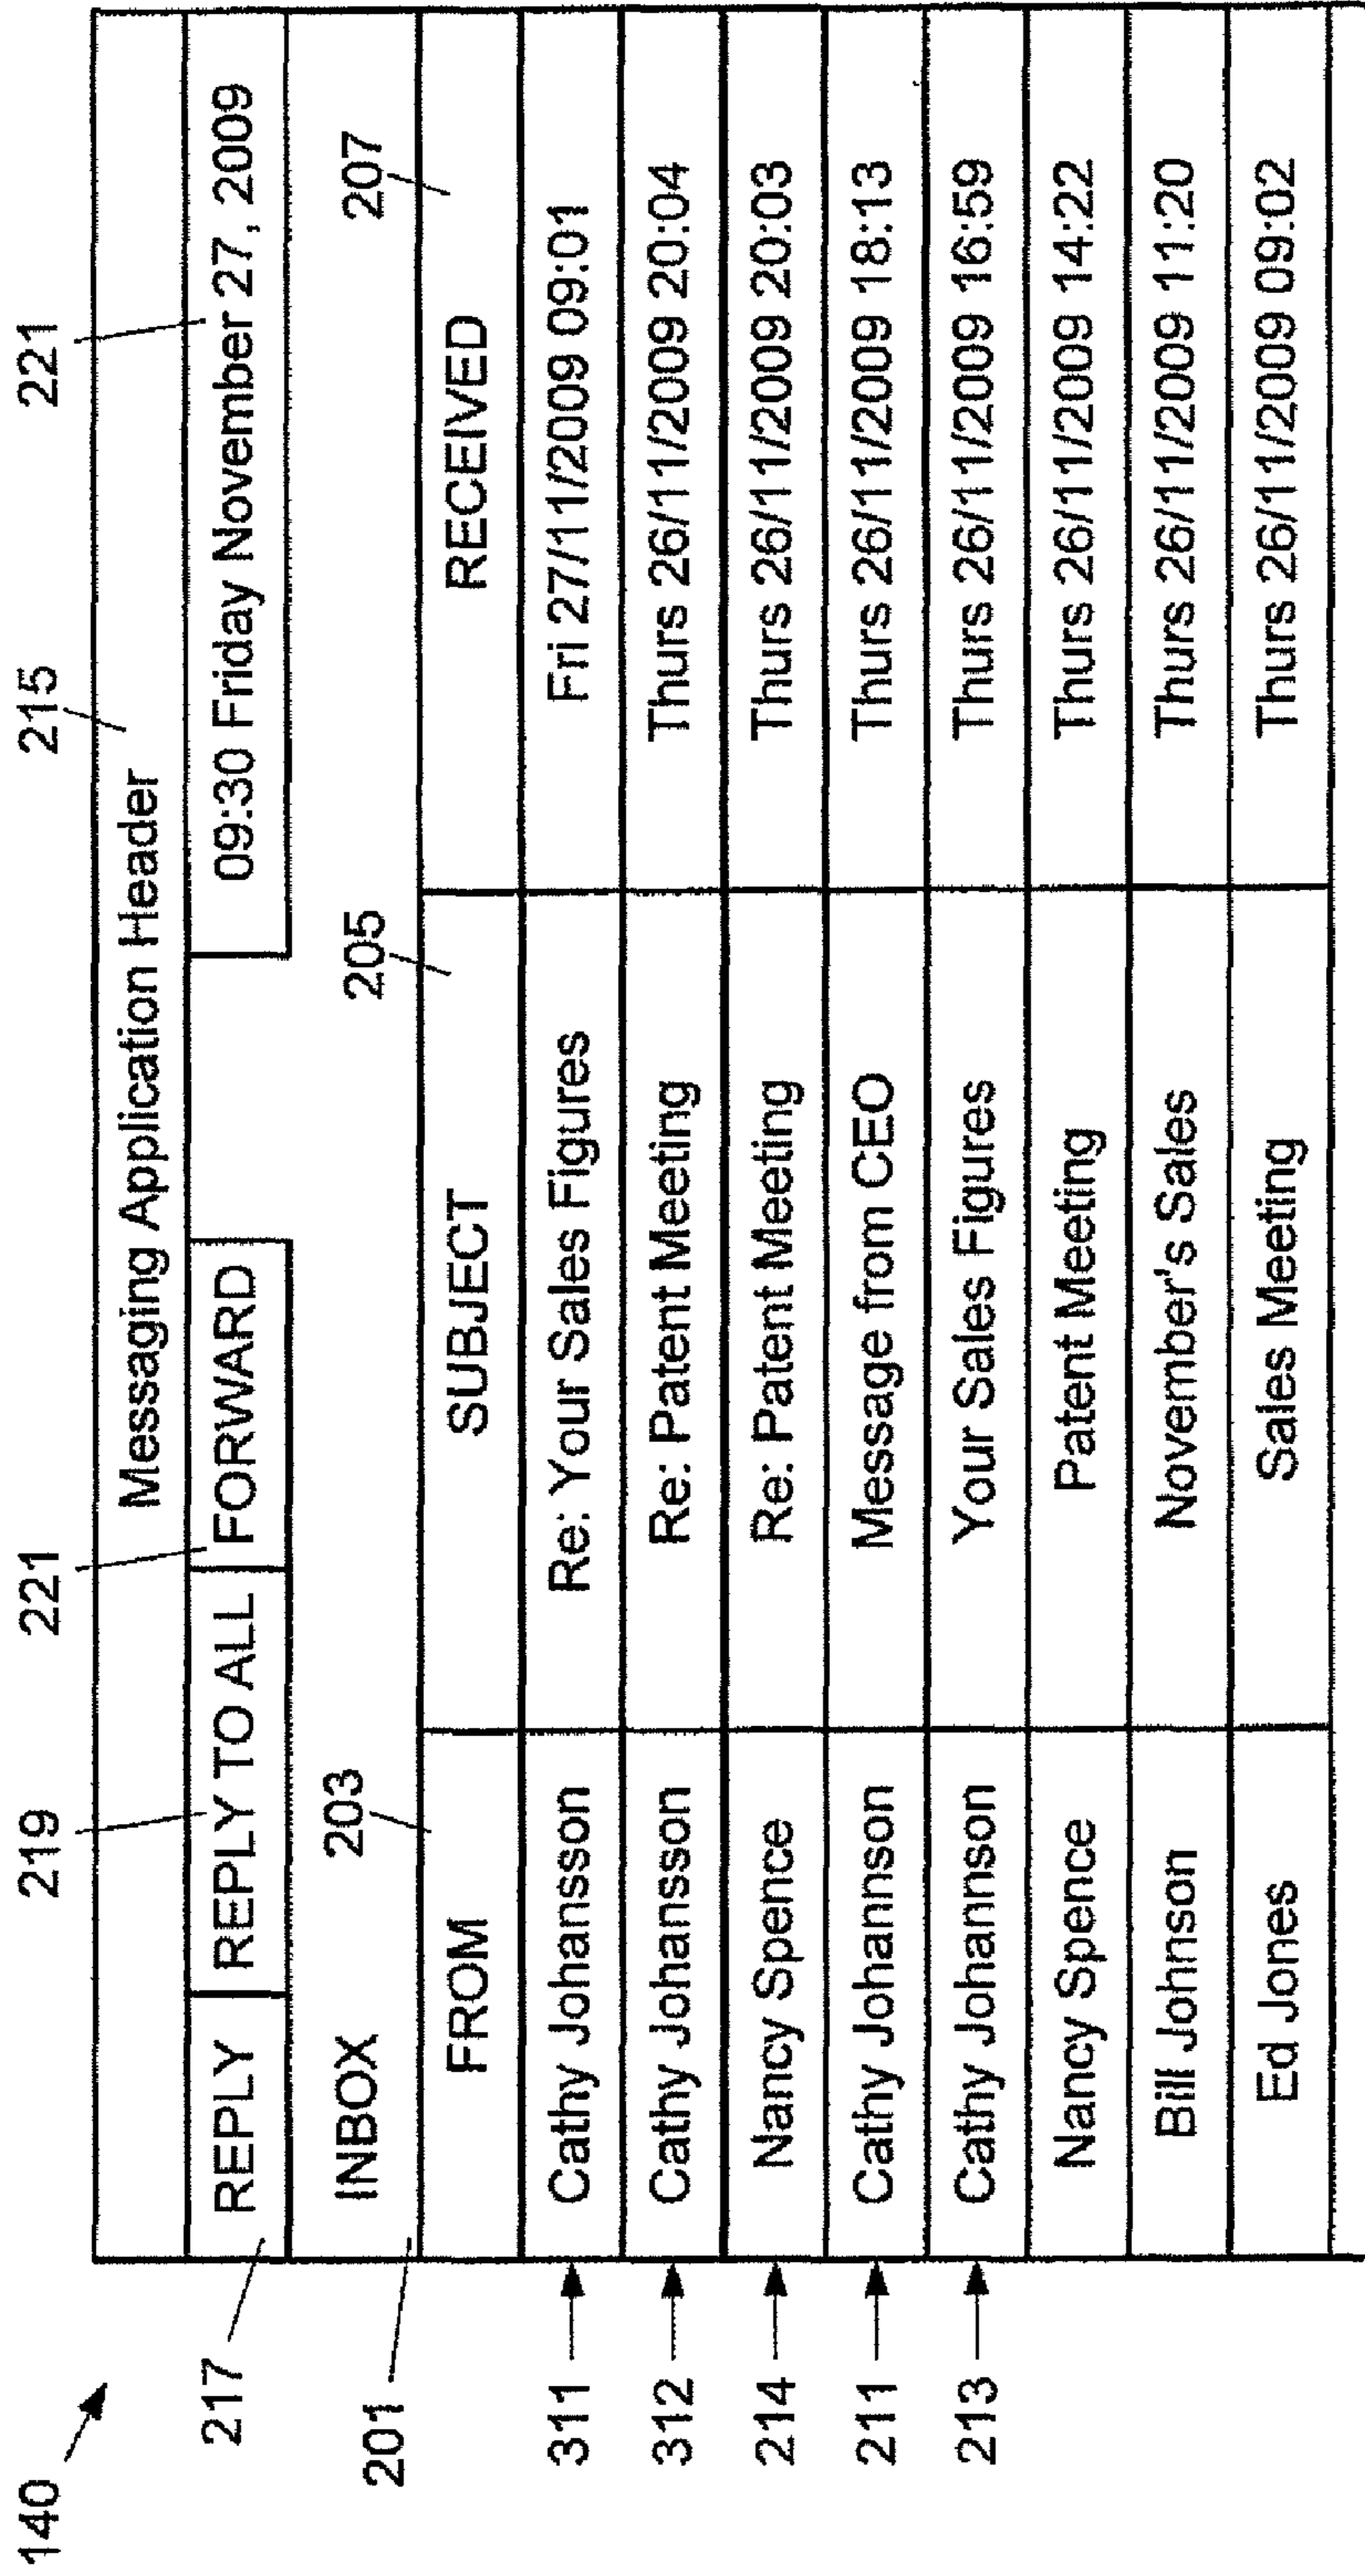 140
219 221 215 221
Messaging Application Header
217 REPLY REPLY TO ALL FORWARD 09:30 Friday November 27, 2009
201 INBOX 203 205 207
FROM SUBJECT RECEIVED
311 Cathy Johansson Re: Your Sales Figures Fri 27/11/2009 09:01
312 Cathy Johansson Re: Patent Meeting Thurs 26/11/2009 20:04
214 Nancy Spence Re: Patent Meeting Thurs 26/11/2009 20:03
211 Cathy Johannson Message from CEO Thurs 26/11/2009 18:13
213 Cathy Johannson Your Sales Figures Thurs 26/11/2009 16:59
Nancy Spence Patent Meeting Thurs 26/11/2009 14:22
Bill Johnson November's Sales Thurs 26/11/2009 11:20
Ed Jones Sales Meeting Thurs 26/11/2009 09:02